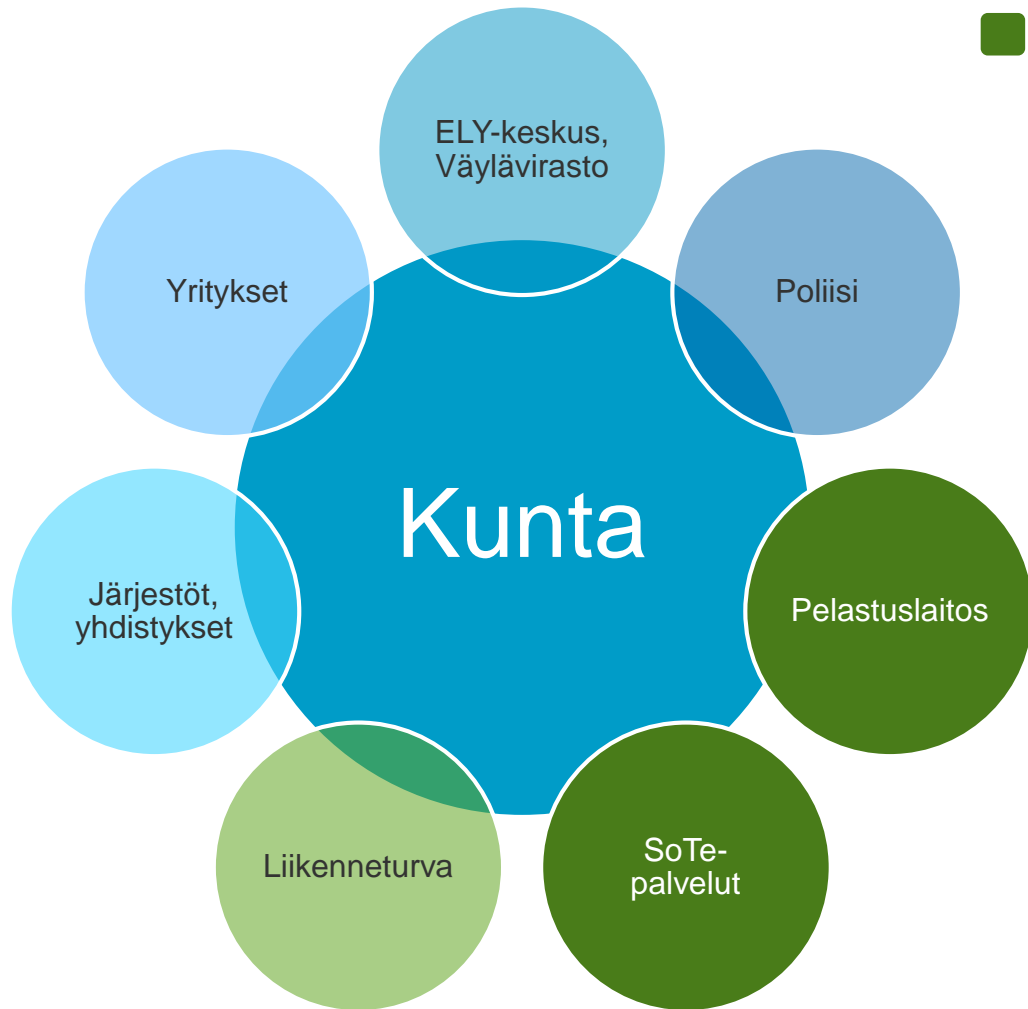 ELY-keskus,
Väylävirasto
Yritykset
Poliisi
Kunta
Järjestöt,
yhdistykset
Pelastuslaitos
Liikenneturva
SoTe-
palvelut